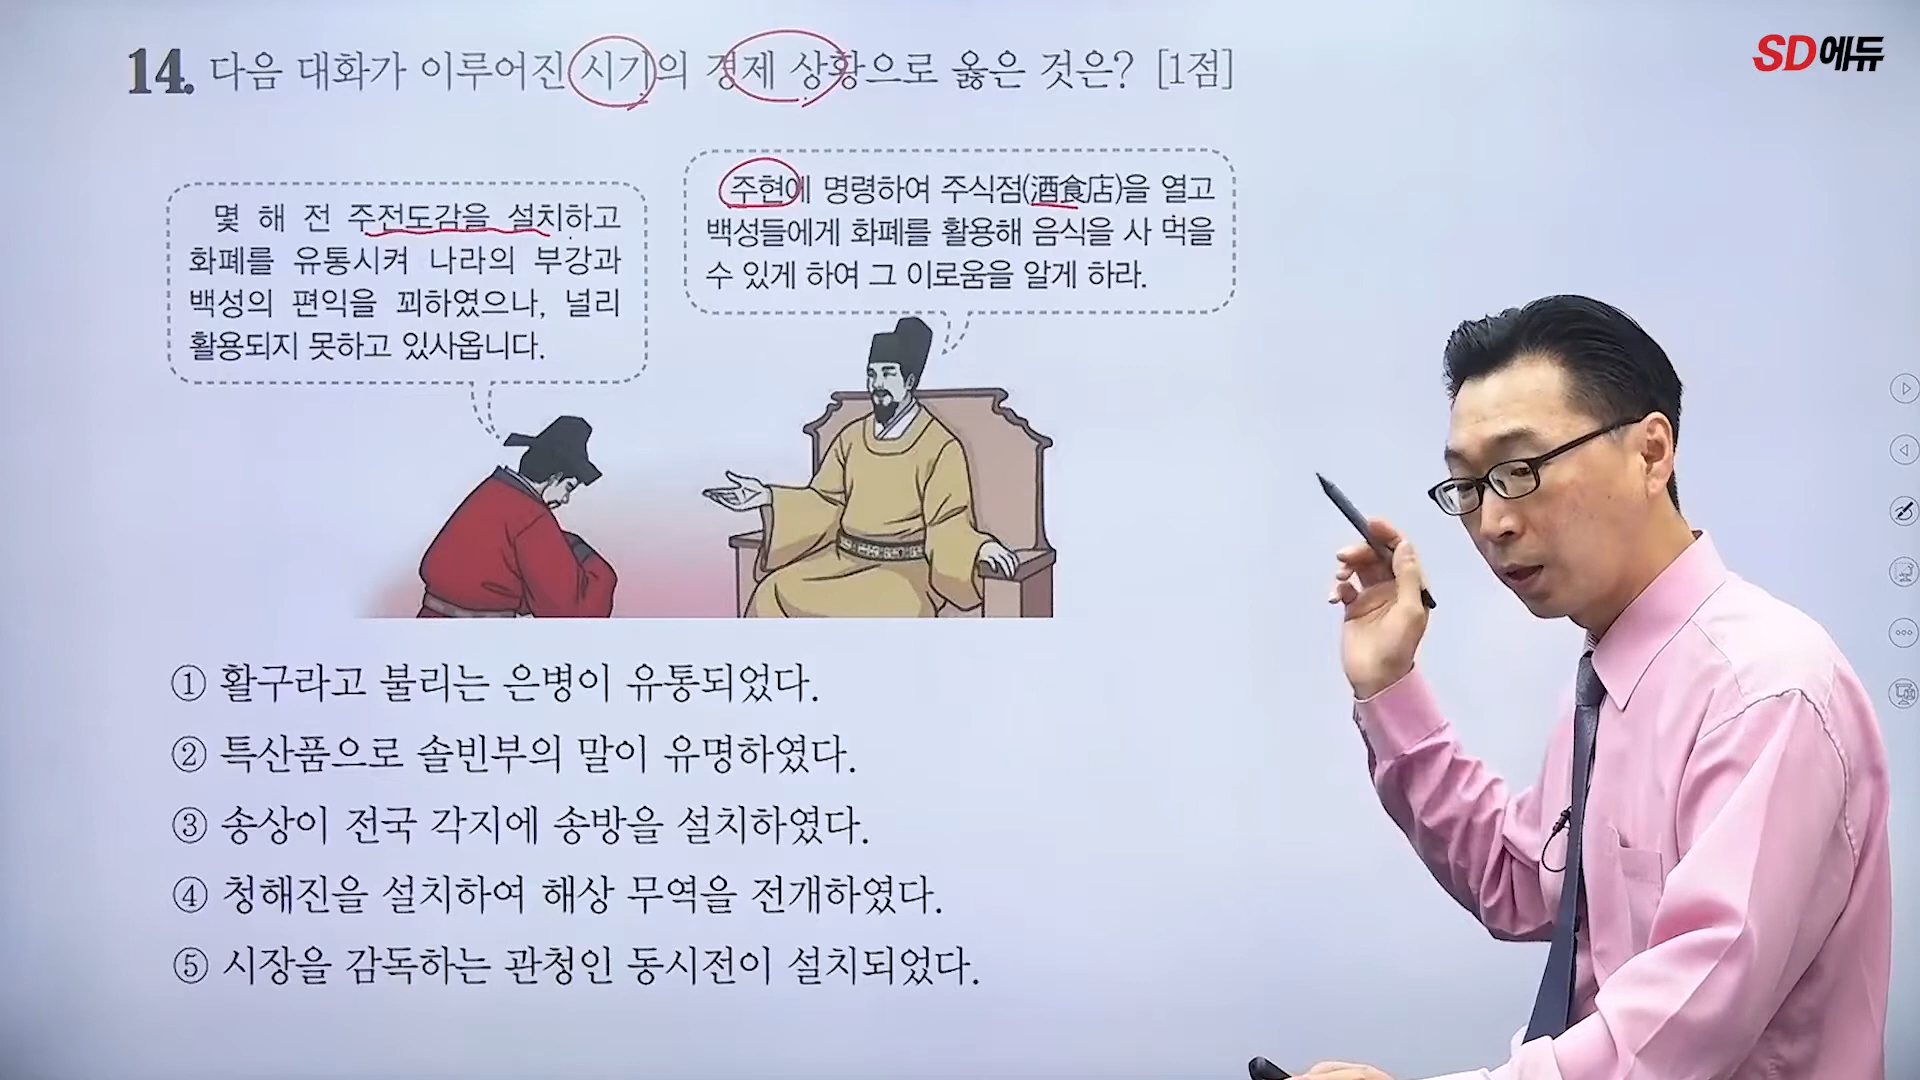 14. 다음 대화가 이루어진 시기의 경제 상황으로 옳은 것은? [1점]
SD에듀
몇 해 전 주전도감을 설치하고
화폐를 유통시켜 나라의 부강과
백성의 편익을 꾀하였으나, 널리
활용되지 못하고 있사옵니다.
주현에 명령하여 주식점(酒食店)을 열고
백성들에게 화폐를 활용해 음식을 사 먹을
수 있게 하여 그 이로움을 알게 하라.
① 활구라고 불리는 은병이 유통되었다.
② 특산품으로 솔빈부의 말이 유명하였다.
③ 송상이 전국 각지에 송방을 설치하였다.
④ 청해진을 설치하여 해상 무역을 전개하였다.
⑤ 시장을 감독하는 관청인 동시전이 설치되었다.